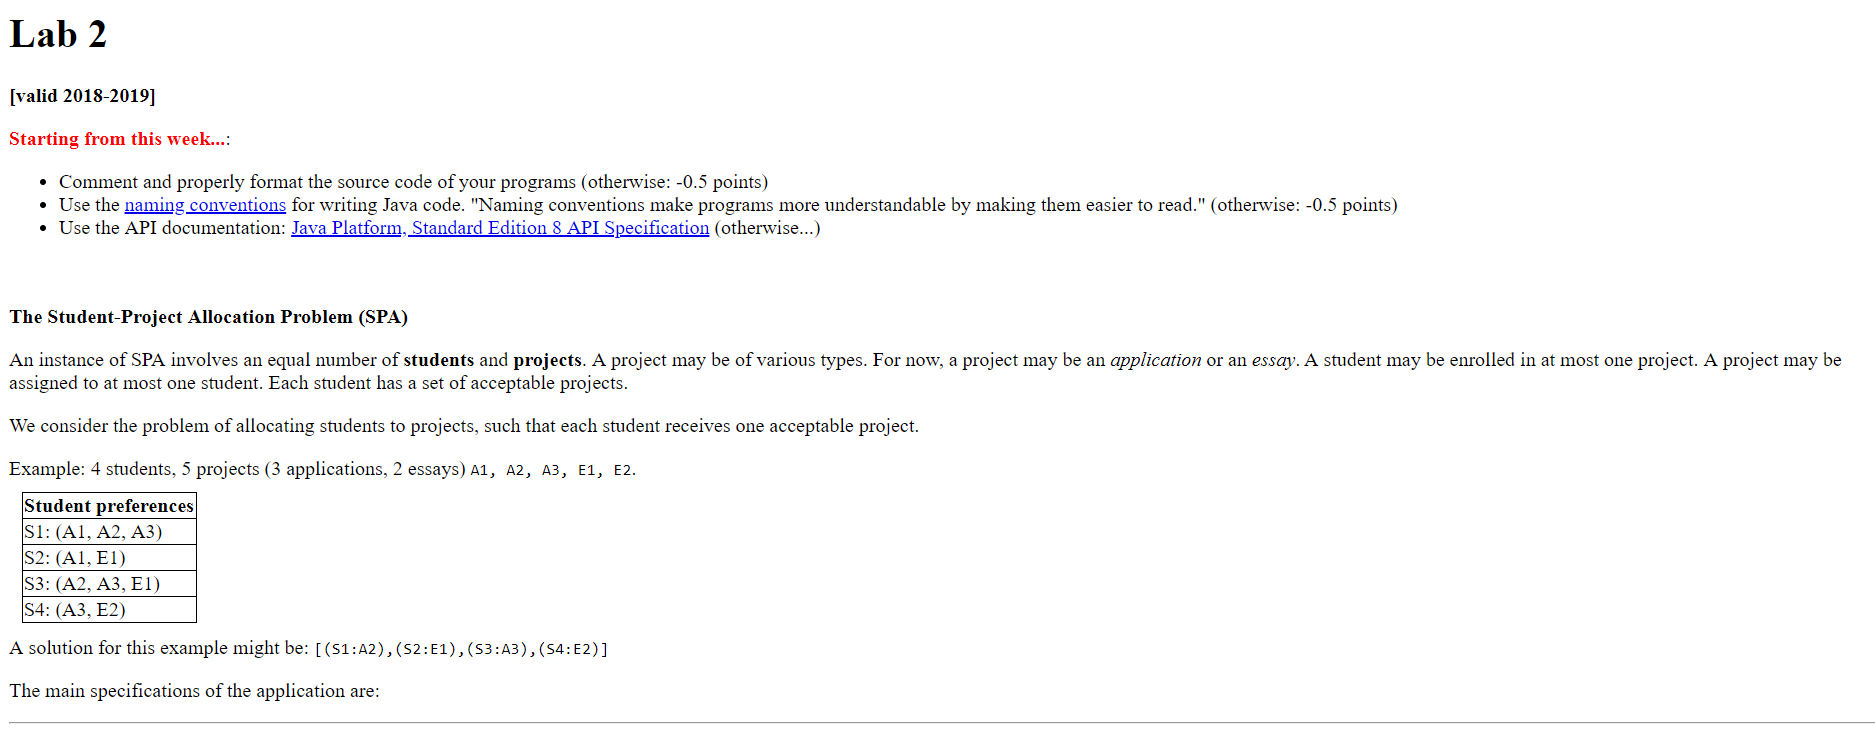 Lab 2
[valid 2018-2019]
Starting from this week...:
• Comment and properly format the source code of your programs (otherwise: -0.5 points)
• Use the naming conventions for writing Java code. "Naming conventions make programs more understandable by making them easier to read." (otherwise: -0.5 points)
• Use the API documentation: Java Platform, Standard Edition 8 API Specification (otherwise...)
The Student-Project Allocation Problem (SPA)
An instance of SPA involves an equal number of students and projects. A project may be of various types. For now, a project may be an application or an essay. A student may be enrolled in at most one project. A project may be
assigned to at most one student. Each student has a set of acceptable projects.
We consider the problem of allocating students to projects, such that each student receives one acceptable project.
Example: 4 students, 5 projects (3 applications, 2 essays) A1, A2, A3, E1, E2.
Student preferences
S1: (A1, A2, A3)
S2: (A1, E1)
S3: (A2, A3, E1)
S4: (A3, E2)
A solution for this example might be: [(S1:A2),(S2:E1),(S3:A3),(S4:E2)]
The main specifications of the application are: